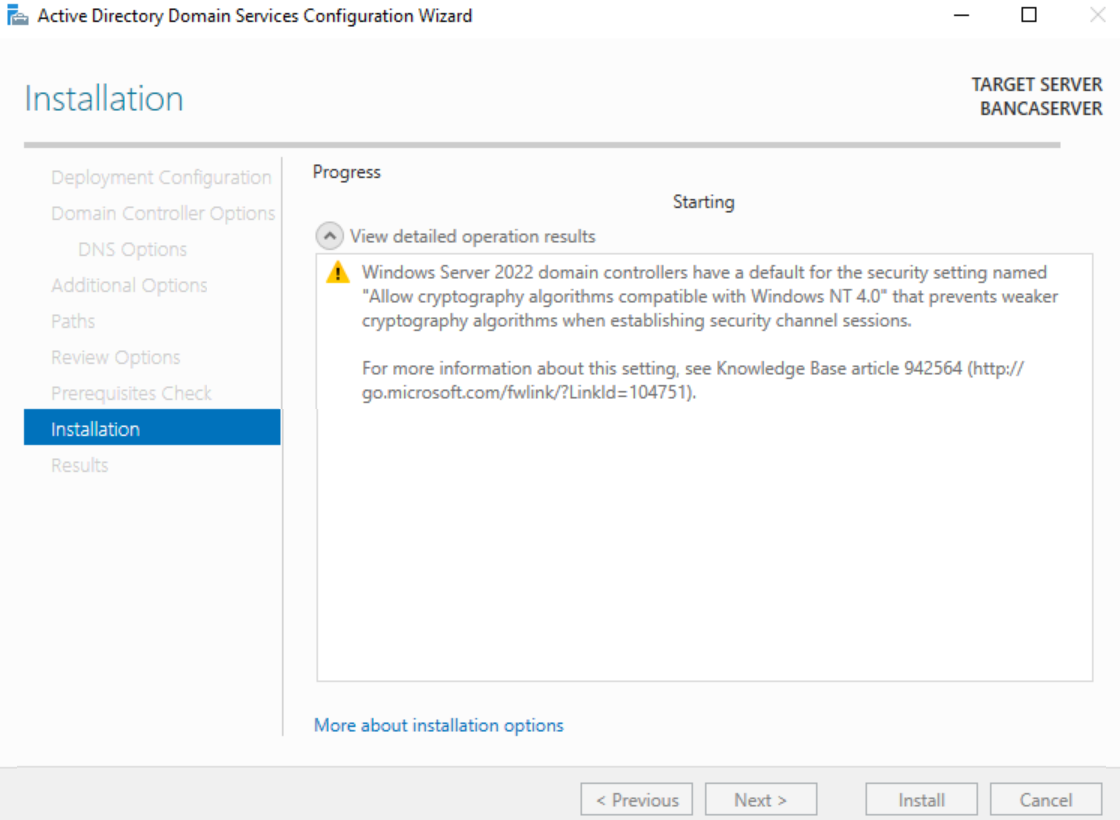 Active Directory Domain Services Configuration Wizard
Installation
TARGET SERVER
BANCASERVER
Deployment Configuration
Domain Controller Options
DNS Options
Additional Options
Paths
Review Options
Prerequisites Check
Installation
Results
Progress
Starting
View detailed operation results
Windows Server 2022 domain controllers have a default for the security setting named
"Allow cryptography algorithms compatible with Windows NT 4.0" that prevents weaker
cryptography algorithms when establishing security channel sessions.
For more information about this setting, see Knowledge Base article 942564 (http://
go.microsoft.com/fwlink/?LinkId=104751).
More about installation options
< Previous
Next >
Install
Cancel